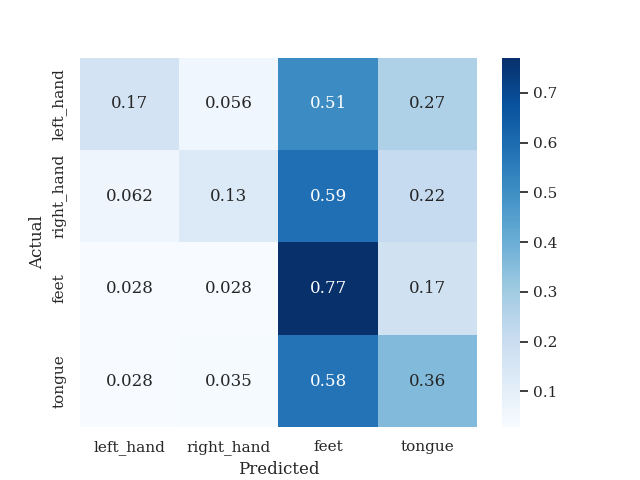 left_hand 0.17 0.056 0.51 0.27
right_hand 0.062 0.13 0.59 0.22
feet 0.028 0.028 0.77 0.17
tongue 0.028 0.035 0.58 0.36
left_hand right_hand feet tongue
Predicted
Actual
0.7
0.6
0.5
0.4
0.3
0.2
0.1